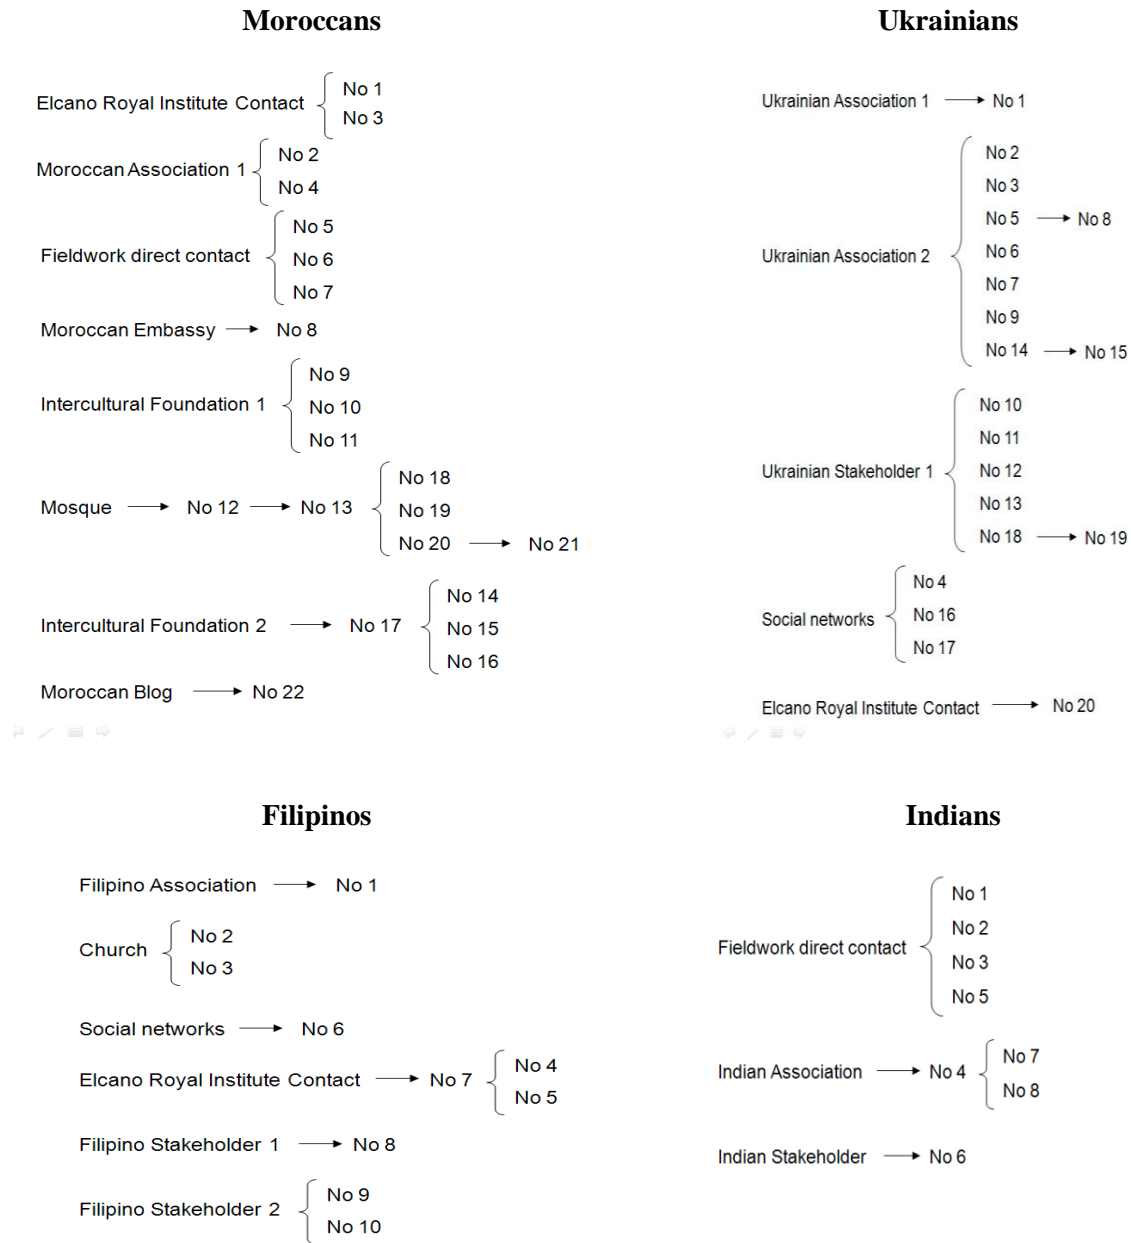 Moroccans
Elcano Royal Institute Contact
No 1
No 3
Moroccan Association 1
No 2
No 4
Fieldwork direct contact
No 5
No 6
No 7
Moroccan Embassy
No 8
Intercultural Foundation 1
No 9
No 10
No 11
Mosque
No 12
No 13
No 18
No 19
No 20
No 21
Intercultural Foundation 2
No 17
No 14
No 15
No 16
Moroccan Blog
No 22
Ukrainians
Ukrainian Association 1
No 1
Ukrainian Association 2
No 2
No 3
No 5
No 8
No 6
No 7
No 9
No 14
No 15
Ukrainian Stakeholder 1
No 10
No 11
No 12
No 13
No 18
No 19
Social networks
No 4
No 16
No 17
Elcano Royal Institute Contact
No 20
Filipinos
Filipino Association
No 1
Church
No 2
No 3
Social networks
No 6
Elcano Royal Institute Contact
No 7
No 4
No 5
Filipino Stakeholder 1
No 8
Filipino Stakeholder 2
No 9
No 10
Indians
Fieldwork direct contact
No 1
No 2
No 3
No 5
Indian Association
No 4
No 7
No 8
Indian Stakeholder
No 6